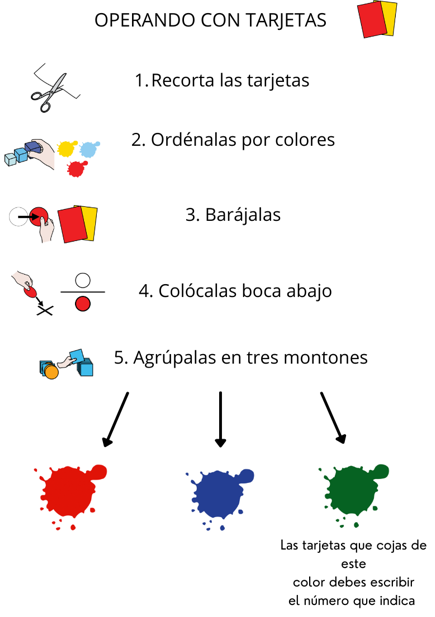 OPERANDO CON TARJETAS
1. Recorta las tarjetas
2. Ordénalas por colores
3. Barájalas
4. Colócalas boca abajo
5. Agrúpalas en tres montones
Las tarjetas que cojas de
este
color debes escribir
el número que indica